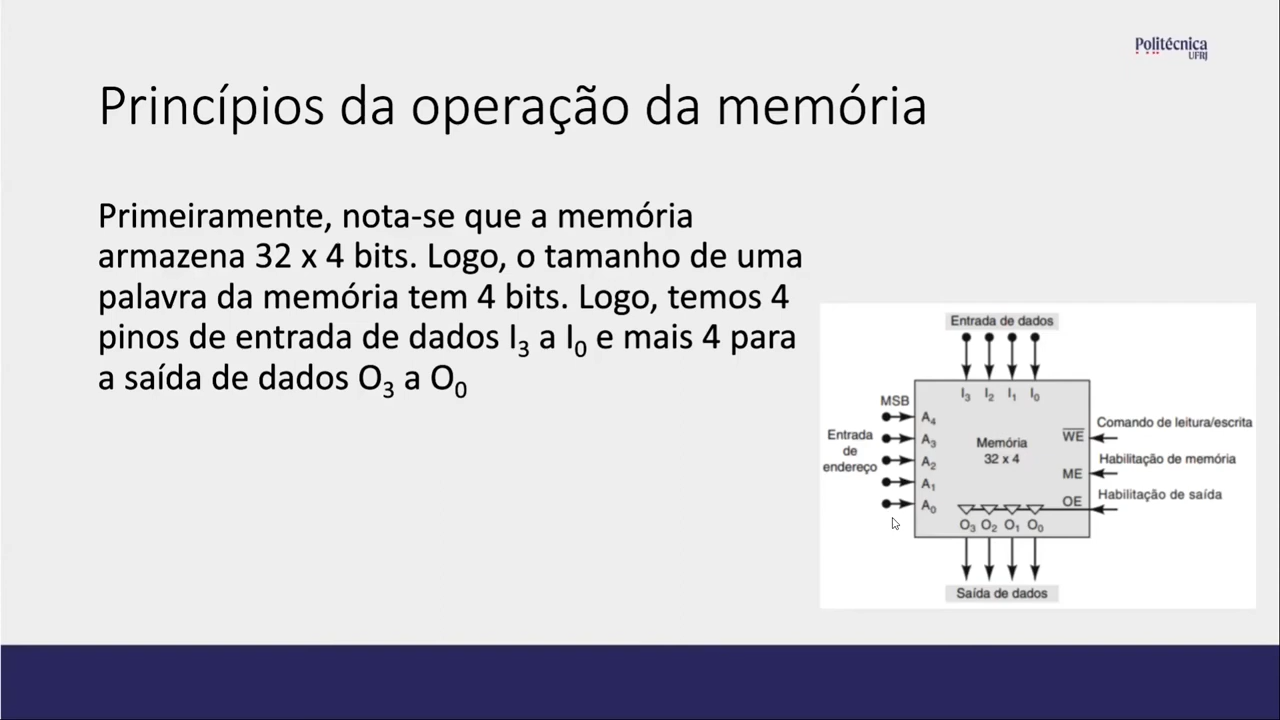 Politécnica
UFRJ
Princípios da operação da memória
Primeiramente, nota-se que a memória
armazena 32 x 4 bits. Logo, o tamanho de uma
palavra da memória tem 4 bits. Logo, temos 4
pinos de entrada de dados I₃ a I₀ e mais 4 para
a saída de dados O₃ a O₀
Entrada de dados
I₃ I₂ I₁ I₀
MSB
A₄
A₃
A₂
A₁
A₀
Entrada
de
endereço
Memória
32 x 4
W̅E̅
ME
OE
Comando de leitura/escrita
Habilitação de memória
Habilitação de saída
O₃ O₂ O₁ O₀
Saída de dados